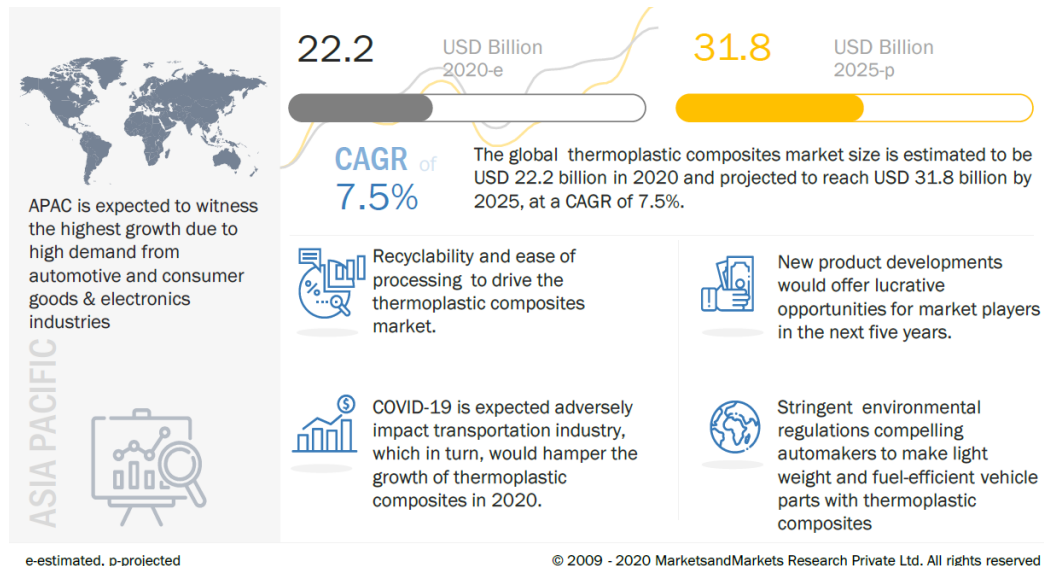 22.2
USD Billion
2020-e
31.8
USD Billion
2025-p
CAGR of
7.5%
The global thermoplastic composites market size is estimated to be
USD 22.2 billion in 2020 and projected to reach USD 31.8 billion by
2025, at a CAGR of 7.5%.
APAC is expected to witness
the highest growth due to
high demand from
automotive and consumer
goods & electronics
industries
ASIA PACIFIC
Recyclability and ease of
processing to drive the
thermoplastic composites
market.
New product developments
would offer lucrative
opportunities for market players
in the next five years.
COVID-19 is expected adversely
impact transportation industry,
which in turn, would hamper the
growth of thermoplastic
composites in 2020.
Stringent environmental
regulations compelling
automakers to make light
weight and fuel-efficient vehicle
parts with thermoplastic
composites
e-estimated, p-projected
© 2009 - 2020 MarketsandMarkets Research Private Ltd. All rights reserved